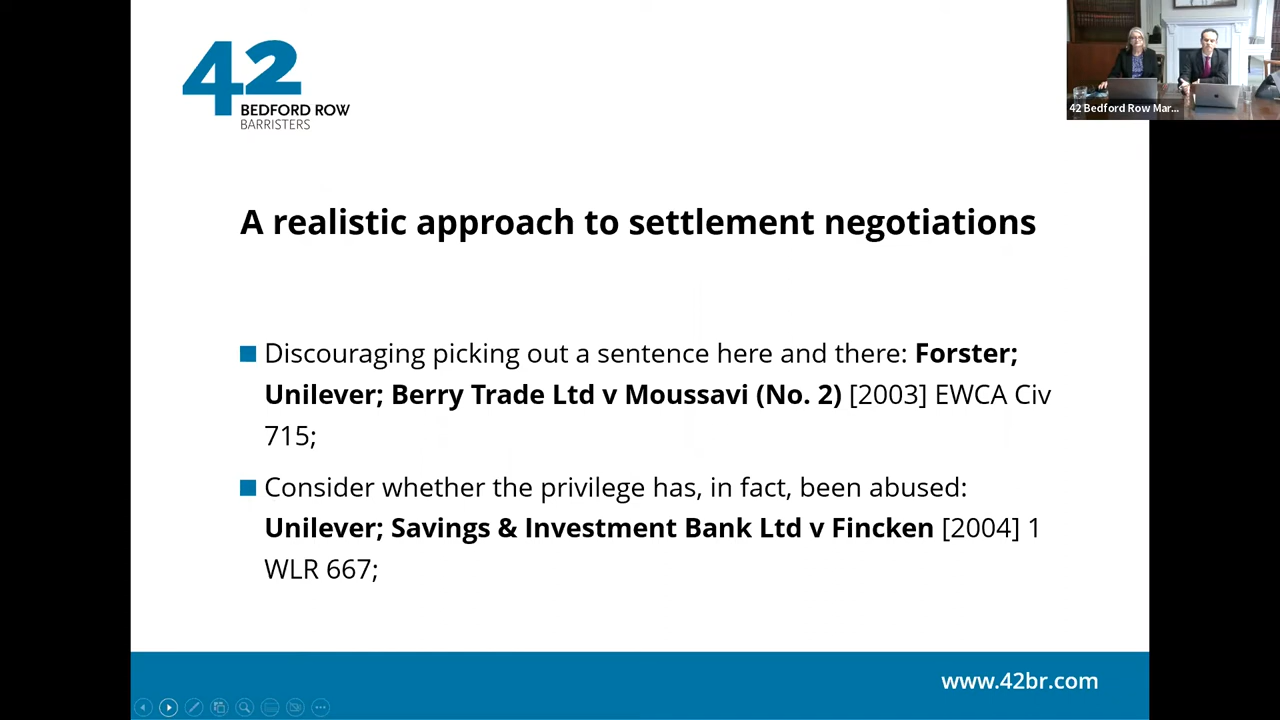 42
BEDFORD ROW
BARRISTERS
42 Bedford Row Mar...
A realistic approach to settlement negotiations
Discouraging picking out a sentence here and there: Forster;
Unilever; Berry Trade Ltd v Moussavi (No. 2) [2003] EWCA Civ
715;
Consider whether the privilege has, in fact, been abused:
Unilever; Savings & Investment Bank Ltd v Fincken [2004] 1
WLR 667;
www.42br.com